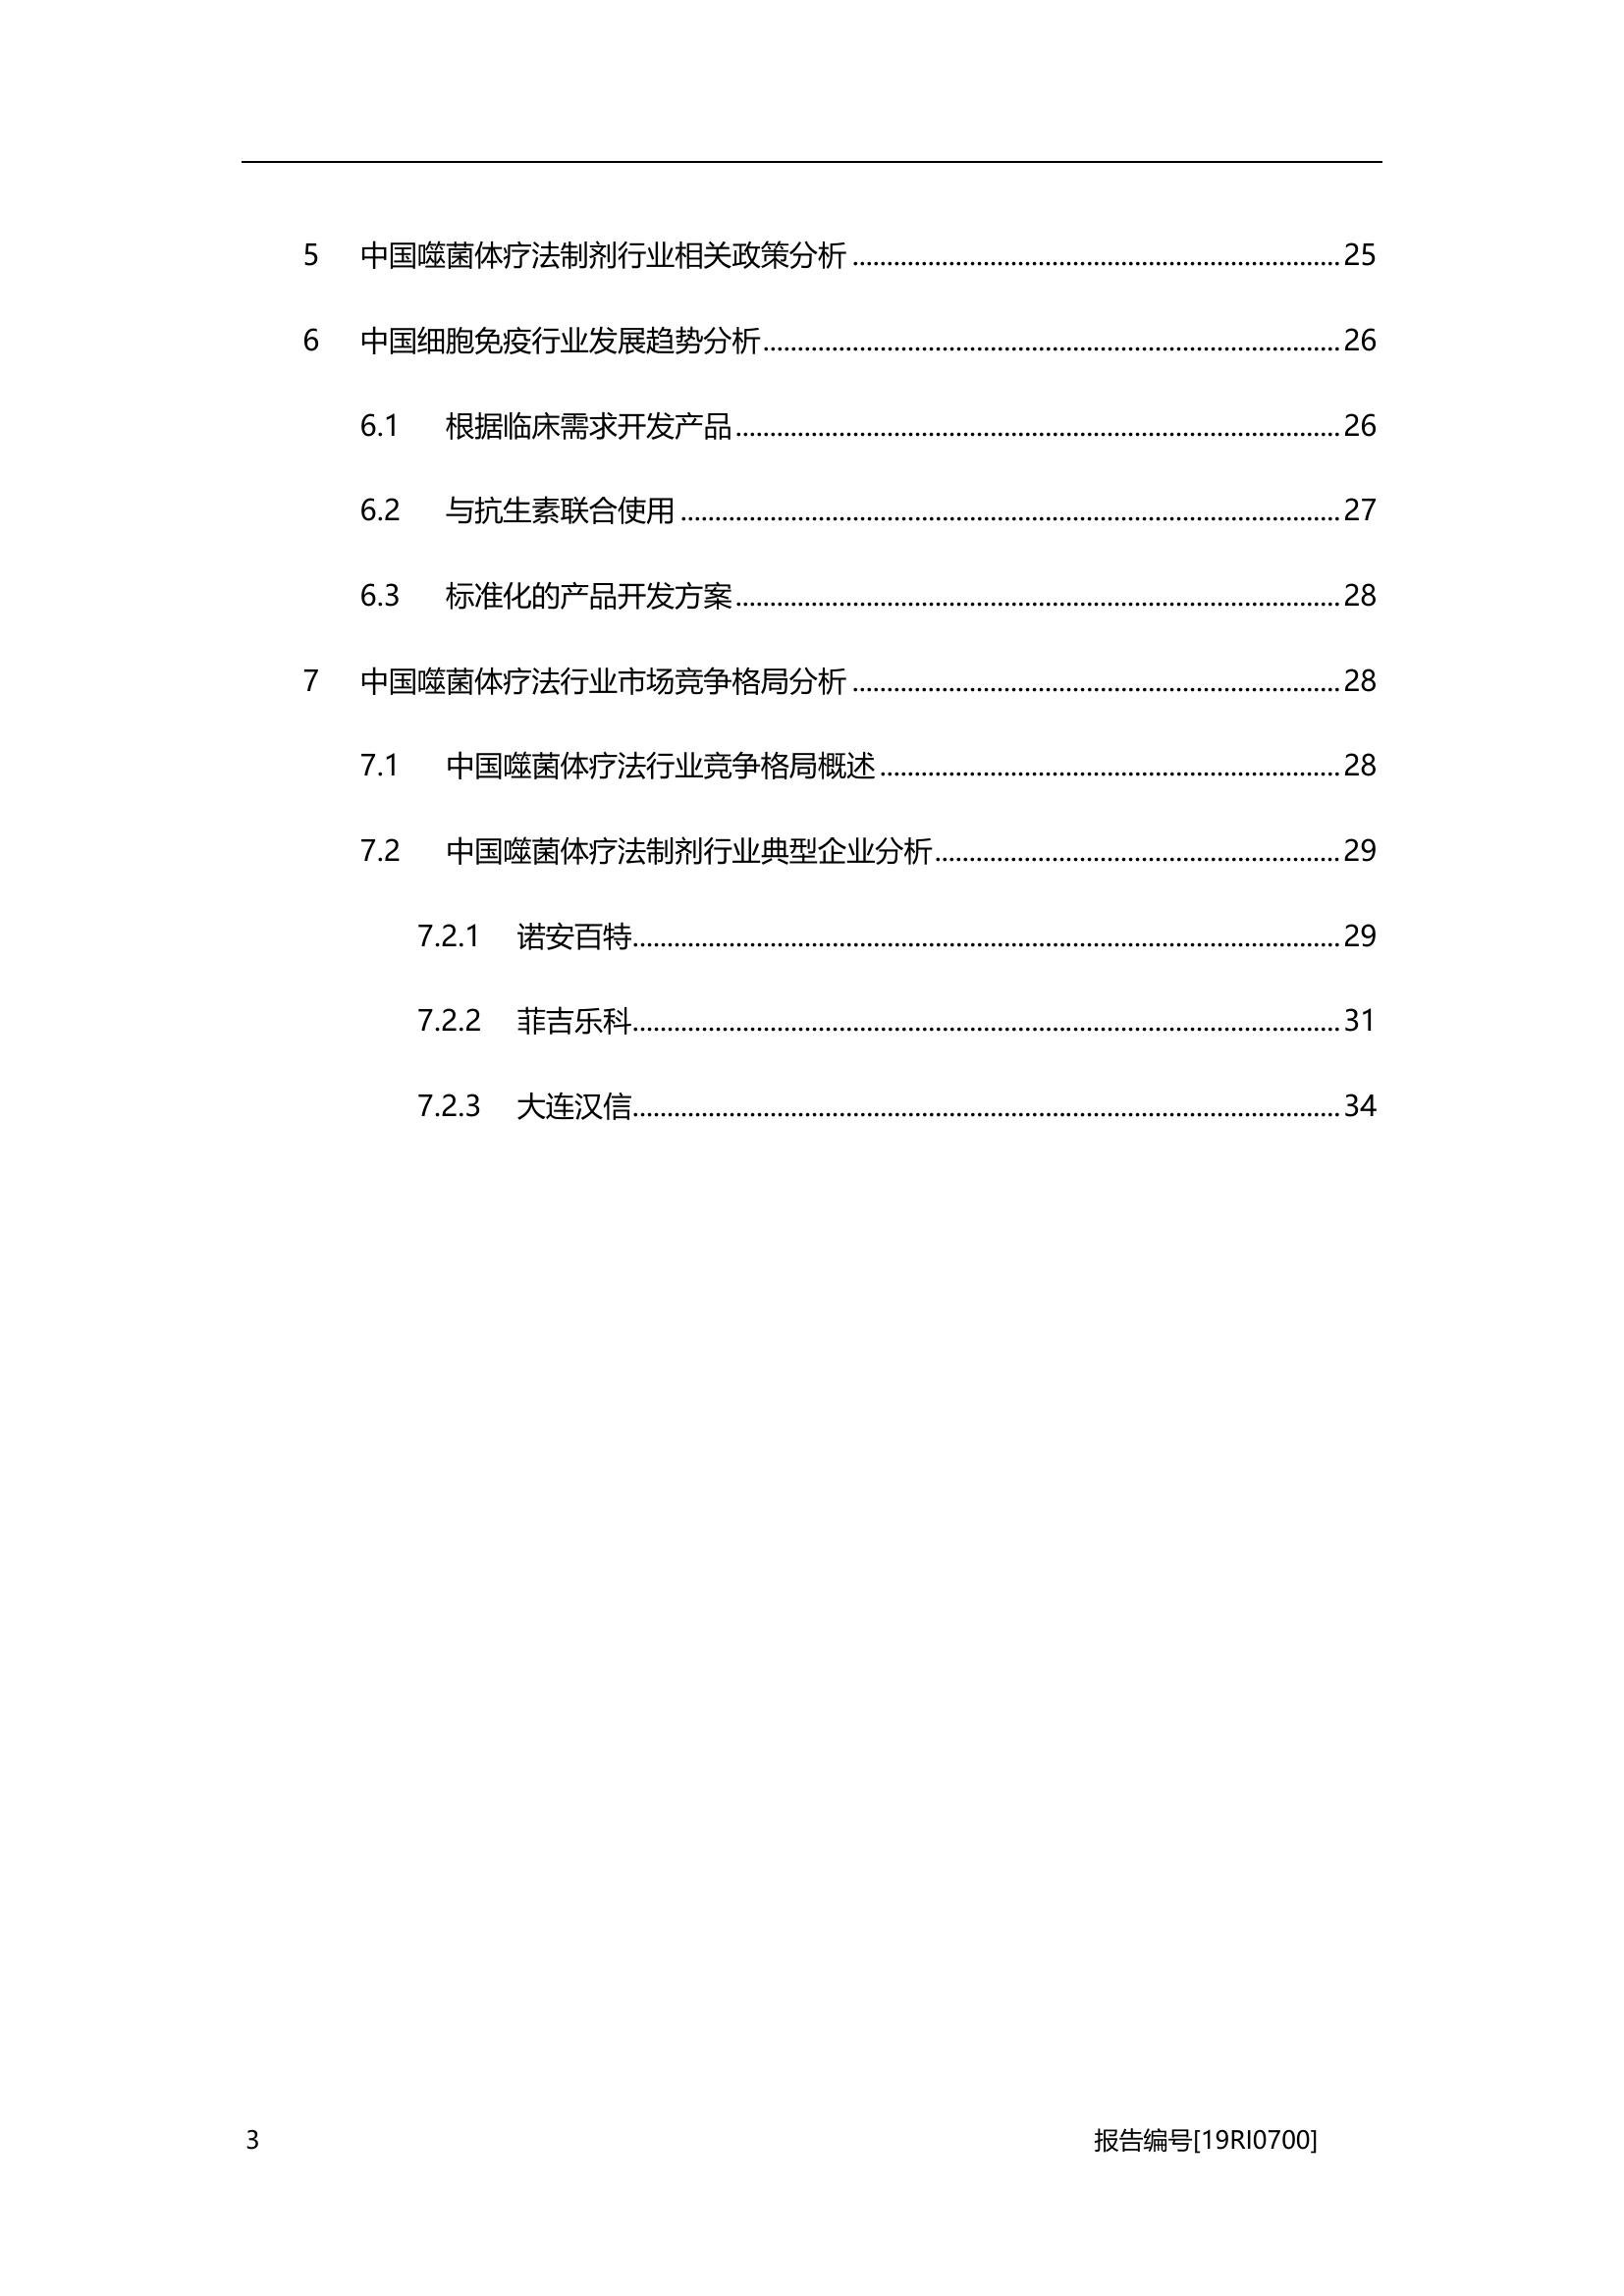 5 中国噬菌体疗法制剂行业相关政策分析 ........................................ 25
6 中国细胞免疫行业发展趋势分析 ........................................ 26
6.1 根据临床需求开发产品 ........................................ 26
6.2 与抗生素联合使用 ........................................ 27
6.3 标准化的产品开发方案 ........................................ 28
7 中国噬菌体疗法行业市场竞争格局分析 ........................................ 28
7.1 中国噬菌体疗法行业竞争格局概述 ........................................ 28
7.2 中国噬菌体疗法制剂行业典型企业分析 ........................................ 29
7.2.1 诺安百特 ........................................ 29
7.2.2 菲吉乐科 ........................................ 31
7.2.3 大连汉信 ........................................ 34
3 报告编号[19RI0700]